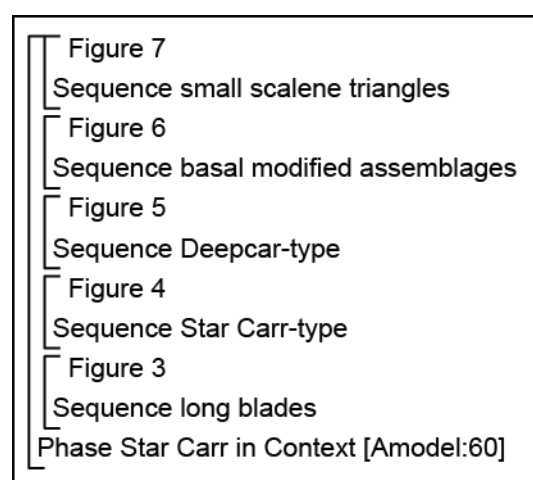 Figure 7
Sequence small scalene triangles
Figure 6
Sequence basal modified assemblages
Figure 5
Sequence Deepcar-type
Figure 4
Sequence Star Carr-type
Figure 3
Sequence long blades
Phase Star Carr in Context [Amodel:60]